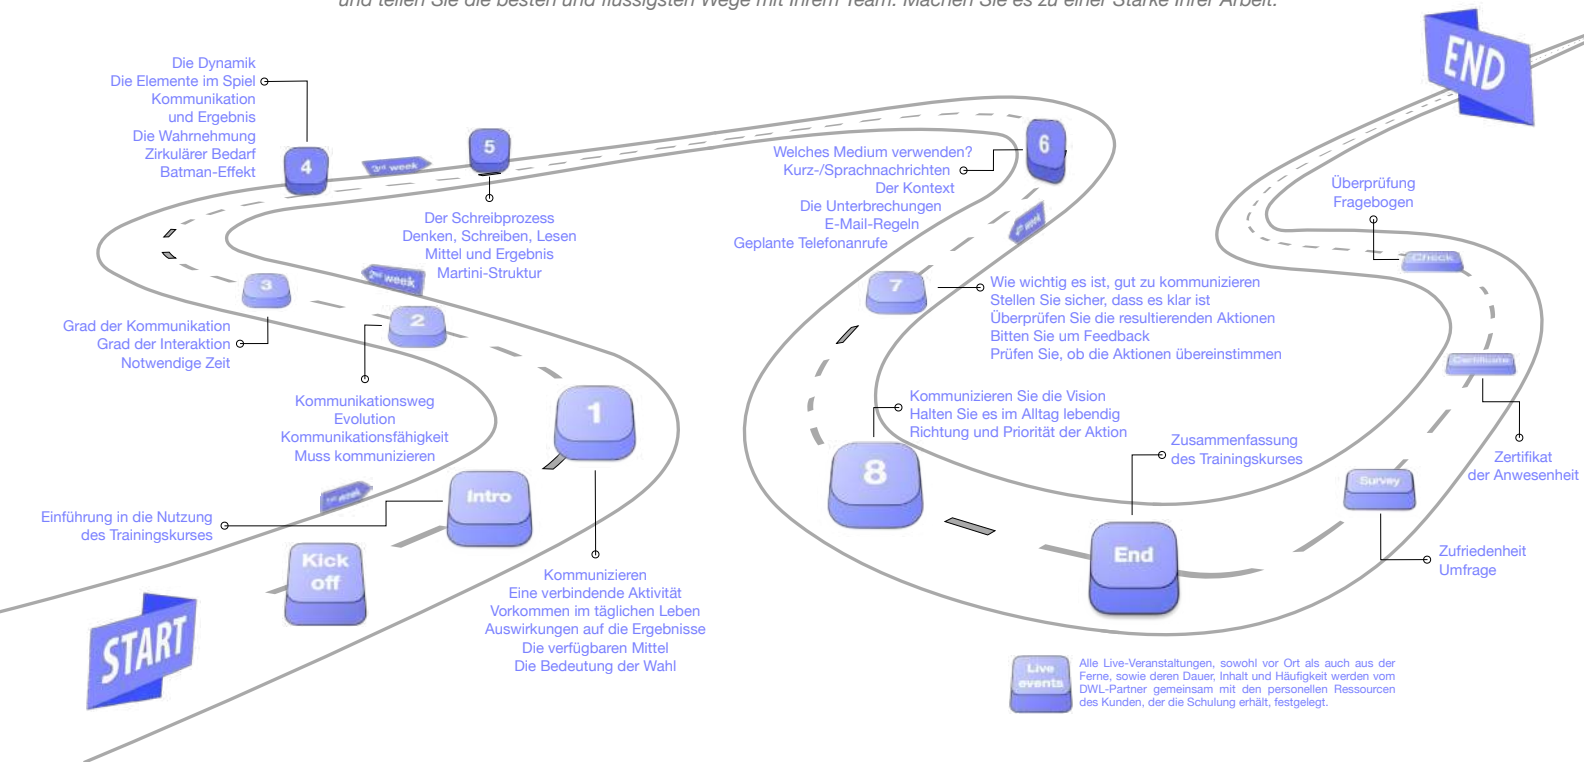 und teilen Sie die besten und flüssigsten Wege mit Ihrem Team. Machen Sie es zu einer Stärke Ihrer Arbeit.
END
Die Dynamik
Die Elemente im Spiel
Kommunikation
und Ergebnis
Die Wahrnehmung
Zirkulärer Bedarf
Batman-Effekt
4
3rd week
5
Der Schreibprozess
Denken, Schreiben, Lesen
Mittel und Ergebnis
Martini-Struktur
6
Welches Medium verwenden?
Kurz-/Sprachnachrichten
Der Kontext
Die Unterbrechungen
E-Mail-Regeln
Geplante Telefonanrufe
week
Überprüfung
Fragebogen
Check
3
2nd week
2
Grad der Kommunikation
Grad der Interaktion
Notwendige Zeit
7
Wie wichtig es ist, gut zu kommunizieren
Stellen Sie sicher, dass es klar ist
Überprüfen Sie die resultierenden Aktionen
Bitten Sie um Feedback
Prüfen Sie, ob die Aktionen übereinstimmen
Certificate
Kommunikationsweg
Evolution
Kommunikationsfähigkeit
Muss kommunizieren
1
Kommunizieren Sie die Vision
Halten Sie es im Alltag lebendig
Richtung und Priorität der Aktion
8
Zusammenfassung
des Trainingskurses
Zertifikat
der Anwesenheit
Survey
1st week
Intro
Einführung in die Nutzung
des Trainingskurses
Kick
off
End
Zufriedenheit
Umfrage
Kommunizieren
Eine verbindende Aktivität
Vorkommen im täglichen Leben
Auswirkungen auf die Ergebnisse
Die verfügbaren Mittel
Die Bedeutung der Wahl
START
Live
events
Alle Live-Veranstaltungen, sowohl vor Ort als auch aus der
Ferne, sowie deren Dauer, Inhalt und Häufigkeit werden vom
DWL-Partner gemeinsam mit den personellen Ressourcen
des Kunden, der die Schulung erhält, festgelegt.